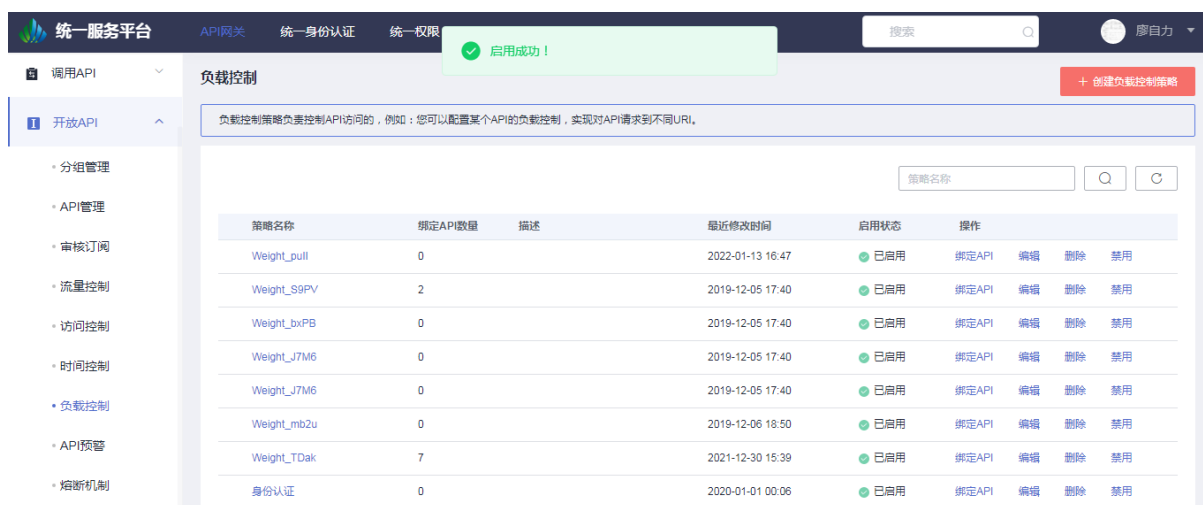 统一服务平台 API网关 统一身份认证 统一权限 搜索 廖自力
启用成功！
调用API
负载控制 + 创建负载控制策略
开放API
负载控制策略负责控制API访问的，例如：您可以配置某个API的负载控制，实现对API请求到不同URI。
分组管理
策略名称
API管理
策略名称 绑定API数量 描述 最近修改时间 启用状态 操作
审核订阅
Weight_pull 0 2022-01-13 16:47 已启用 绑定API 编辑 删除 禁用
流量控制
Weight_S9PV 2 2019-12-05 17:40 已启用 绑定API 编辑 删除 禁用
访问控制
Weight_bxPB 0 2019-12-05 17:40 已启用 绑定API 编辑 删除 禁用
时间控制
Weight_J7M6 0 2019-12-05 17:40 已启用 绑定API 编辑 删除 禁用
Weight_J7M6 0 2019-12-05 17:40 已启用 绑定API 编辑 删除 禁用
负载控制
Weight_mb2u 0 2019-12-06 18:50 已启用 绑定API 编辑 删除 禁用
API预警
Weight_TDak 7 2021-12-30 15:39 已启用 绑定API 编辑 删除 禁用
熔断机制
身份认证 0 2020-01-01 00:06 已启用 绑定API 编辑 删除 禁用